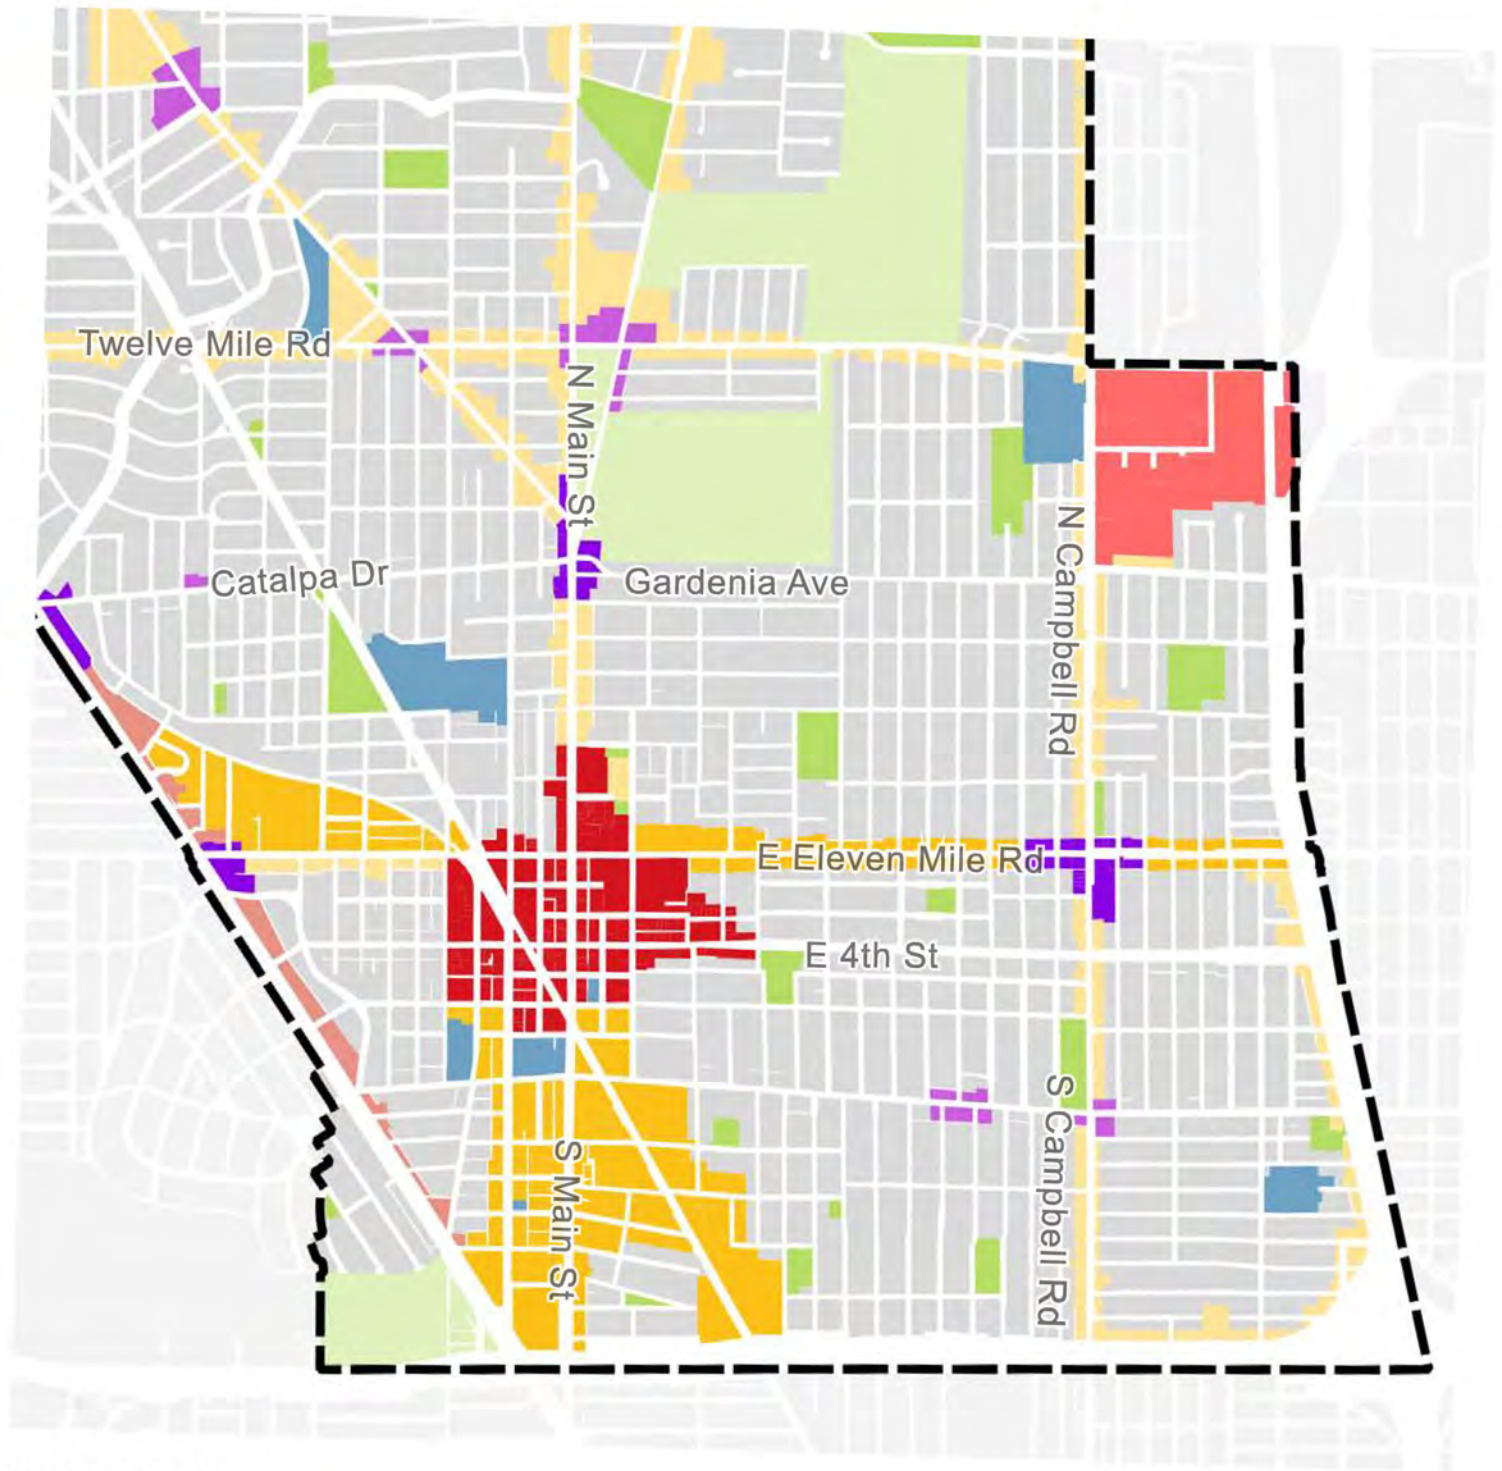 Twelve Mile Rd
N Main St
N Campbell Rd
Catalpa Dr
Gardenia Ave
E Eleven Mile Rd
E 4th St
S Campbell Rd
S Main St